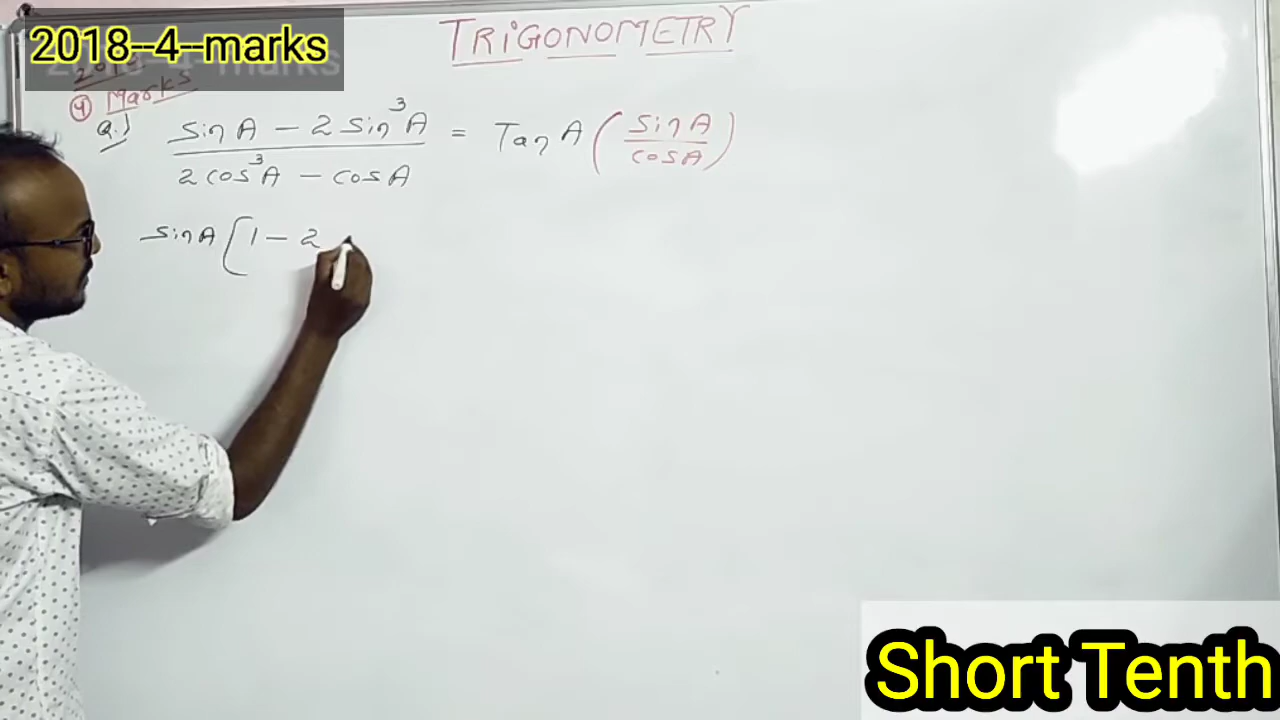 TRIGONOMETRY
2018--4--marks
2018
④ Marks
Q.) sin A - 2 sin³A / 2 cos³A - cos A = Tan A ( sin A / cos A )
sin A [ 1 - 2
Short Tenth